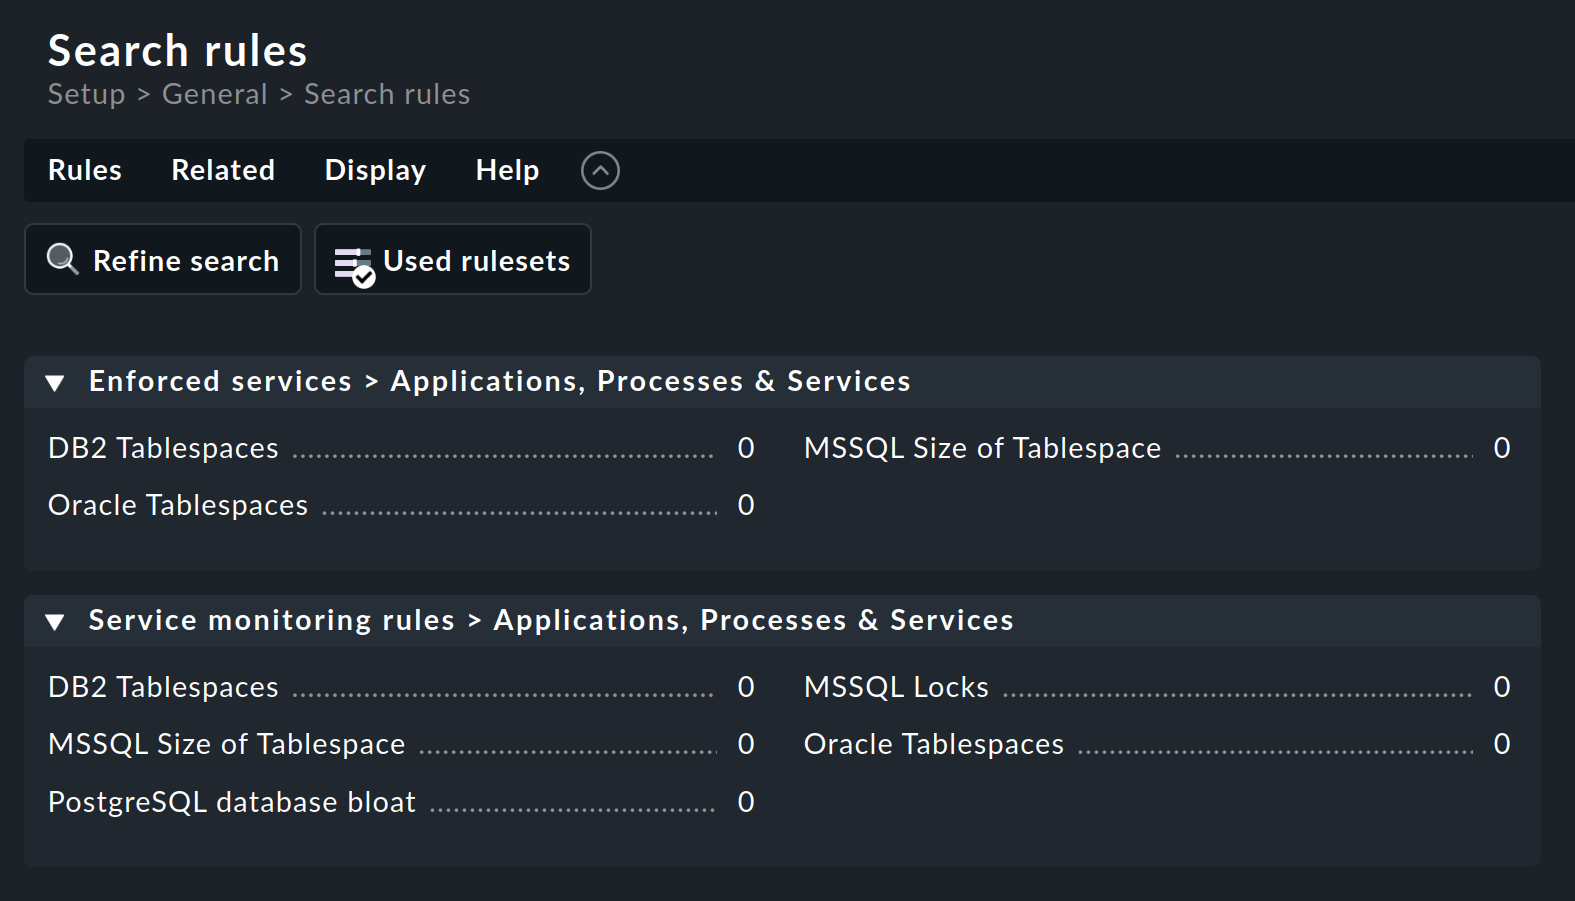 Search rules
Setup > General > Search rules
Rules Related Display Help
Refine search Used rulesets
Enforced services > Applications, Processes & Services
DB2 Tablespaces 0 MSSQL Size of Tablespace 0
Oracle Tablespaces 0
Service monitoring rules > Applications, Processes & Services
DB2 Tablespaces 0 MSSQL Locks 0
MSSQL Size of Tablespace 0 Oracle Tablespaces 0
PostgreSQL database bloat 0